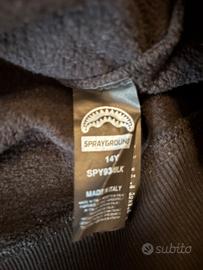 SPRAYGROUND
14Y
SPY93BLK
MADE IN ITALY
subito